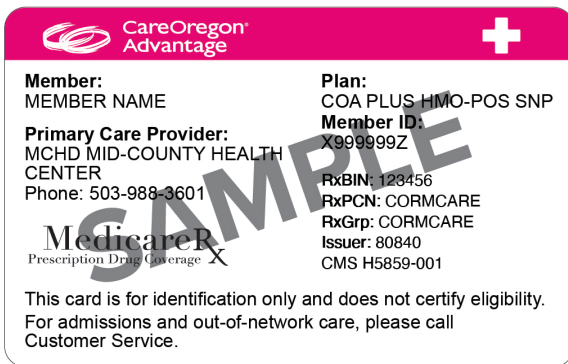 CareOregon®
Advantage
Member:
MEMBER NAME
Primary Care Provider:
MCHD MID-COUNTY HEALTH
CENTER
Phone: 503-988-3601
MedicareRx
Prescription Drug Coverage
Plan:
COA PLUS HMO-POS SNP
Member ID:
X999999Z
RxBIN: 123456
RxPCN: CORMCARE
RxGrp: CORMCARE
Issuer: 80840
CMS H5859-001
SAMPLE
This card is for identification only and does not certify eligibility.
For admissions and out-of-network care, please call
Customer Service.